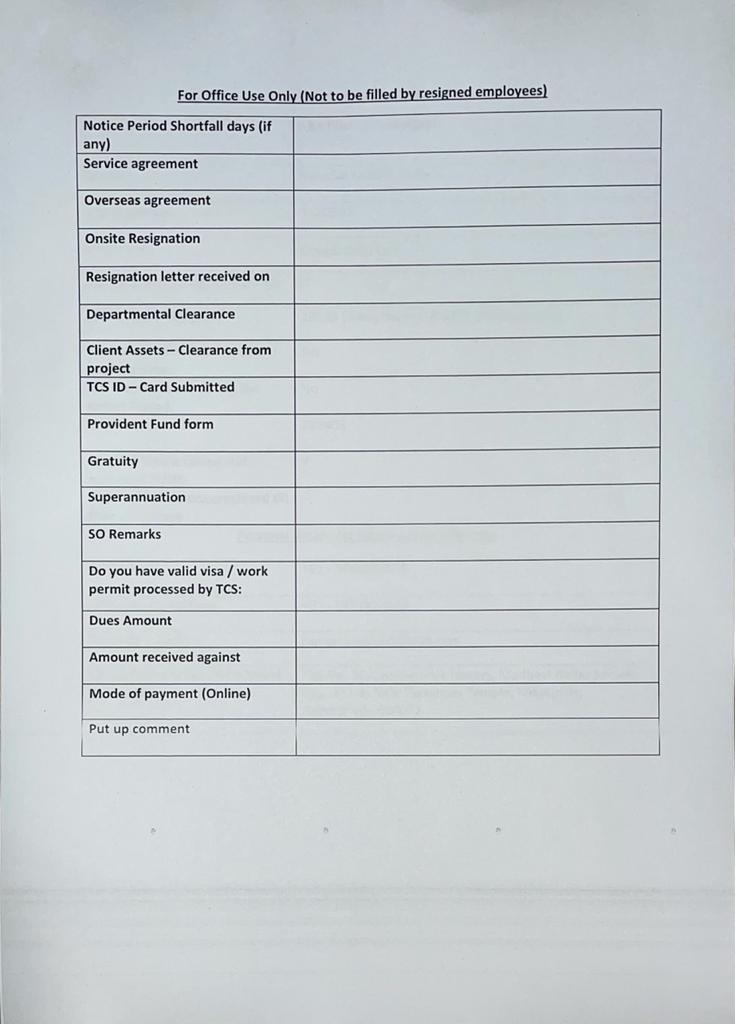 For Office Use Only (Not to be filled by resigned employees)
Notice Period Shortfall days (if
any)
Service agreement
Overseas agreement
Onsite Resignation
Resignation letter received on
Departmental Clearance
Client Assets – Clearance from
project
TCS ID – Card Submitted
Provident Fund form
Gratuity
Superannuation
SO Remarks
Do you have valid visa / work
permit processed by TCS:
Dues Amount
Amount received against
Mode of payment (Online)
Put up comment